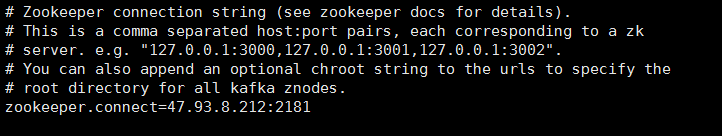 # Zookeeper connection string (see zookeeper docs for details).
# This is a comma separated host:port pairs, each corresponding to a zk
# server. e.g. "127.0.0.1:3000,127.0.0.1:3001,127.0.0.1:3002".
# You can also append an optional chroot string to the urls to specify the
# root directory for all kafka znodes.
zookeeper.connect=47.93.8.212:2181